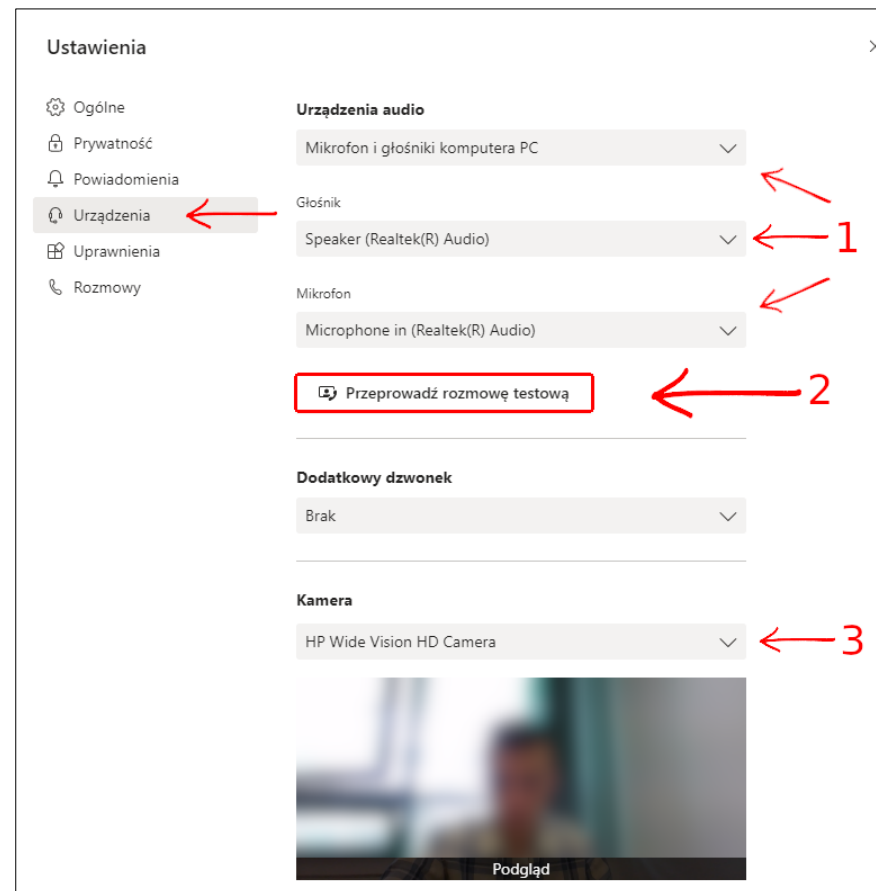 Ustawienia
Ogólne
Prywatność
Powiadomienia
Urządzenia
Uprawnienia
Rozmowy
Urządzenia audio
Mikrofon i głośniki komputera PC
Głośnik
Speaker (Realtek(R) Audio)
1
Mikrofon
Microphone in (Realtek(R) Audio)
Przeprowadź rozmowę testową
2
Dodatkowy dzwonek
Brak
Kamera
HP Wide Vision HD Camera
3
Podgląd